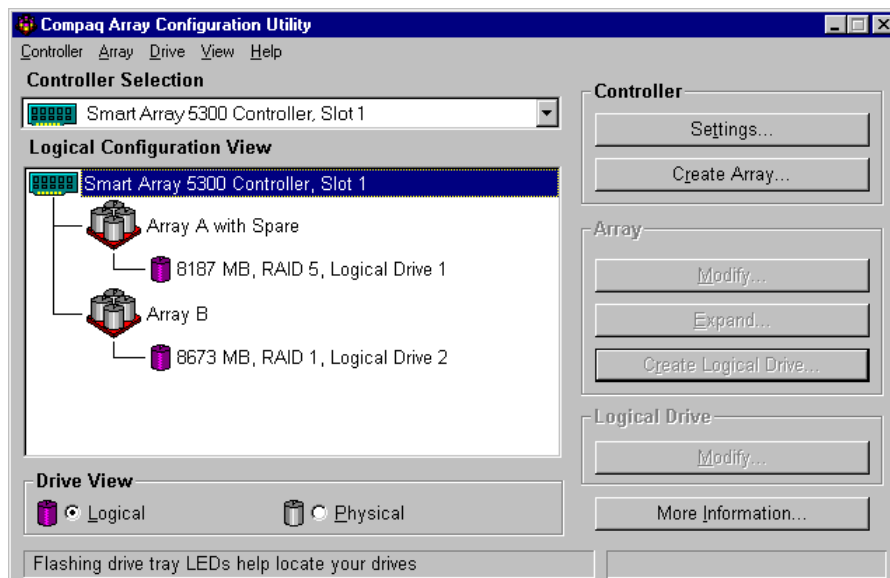 Compaq Array Configuration Utility
Controller Array Drive View Help
Controller Selection
Smart Array 5300 Controller, Slot 1
Logical Configuration View
Smart Array 5300 Controller, Slot 1
Array A with Spare
8187 MB, RAID 5, Logical Drive 1
Array B
8673 MB, RAID 1, Logical Drive 2
Drive View
Logical
Physical
Controller
Settings...
Create Array...
Array
Modify...
Expand...
Create Logical Drive...
Logical Drive
Modify...
More Information...
Flashing drive tray LEDs help locate your drives